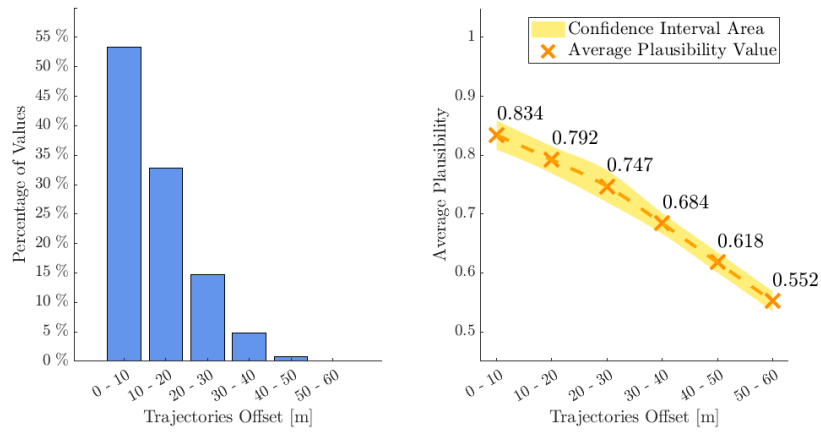 55 %
50 %
45 %
40 %
35 %
30 %
25 %
20 %
15 %
10 %
5 %
0 %
Percentage of Values
0 - 10
10 - 20
20 - 30
30 - 40
40 - 50
50 - 60
Trajectories Offset [m]
Confidence Interval Area
Average Plausibility Value
1
0.9
0.8
0.7
0.6
0.5
Average Plausibility
0.834
0.792
0.747
0.684
0.618
0.552
0 - 10
10 - 20
20 - 30
30 - 40
40 - 50
50 - 60
Trajectories Offset [m]